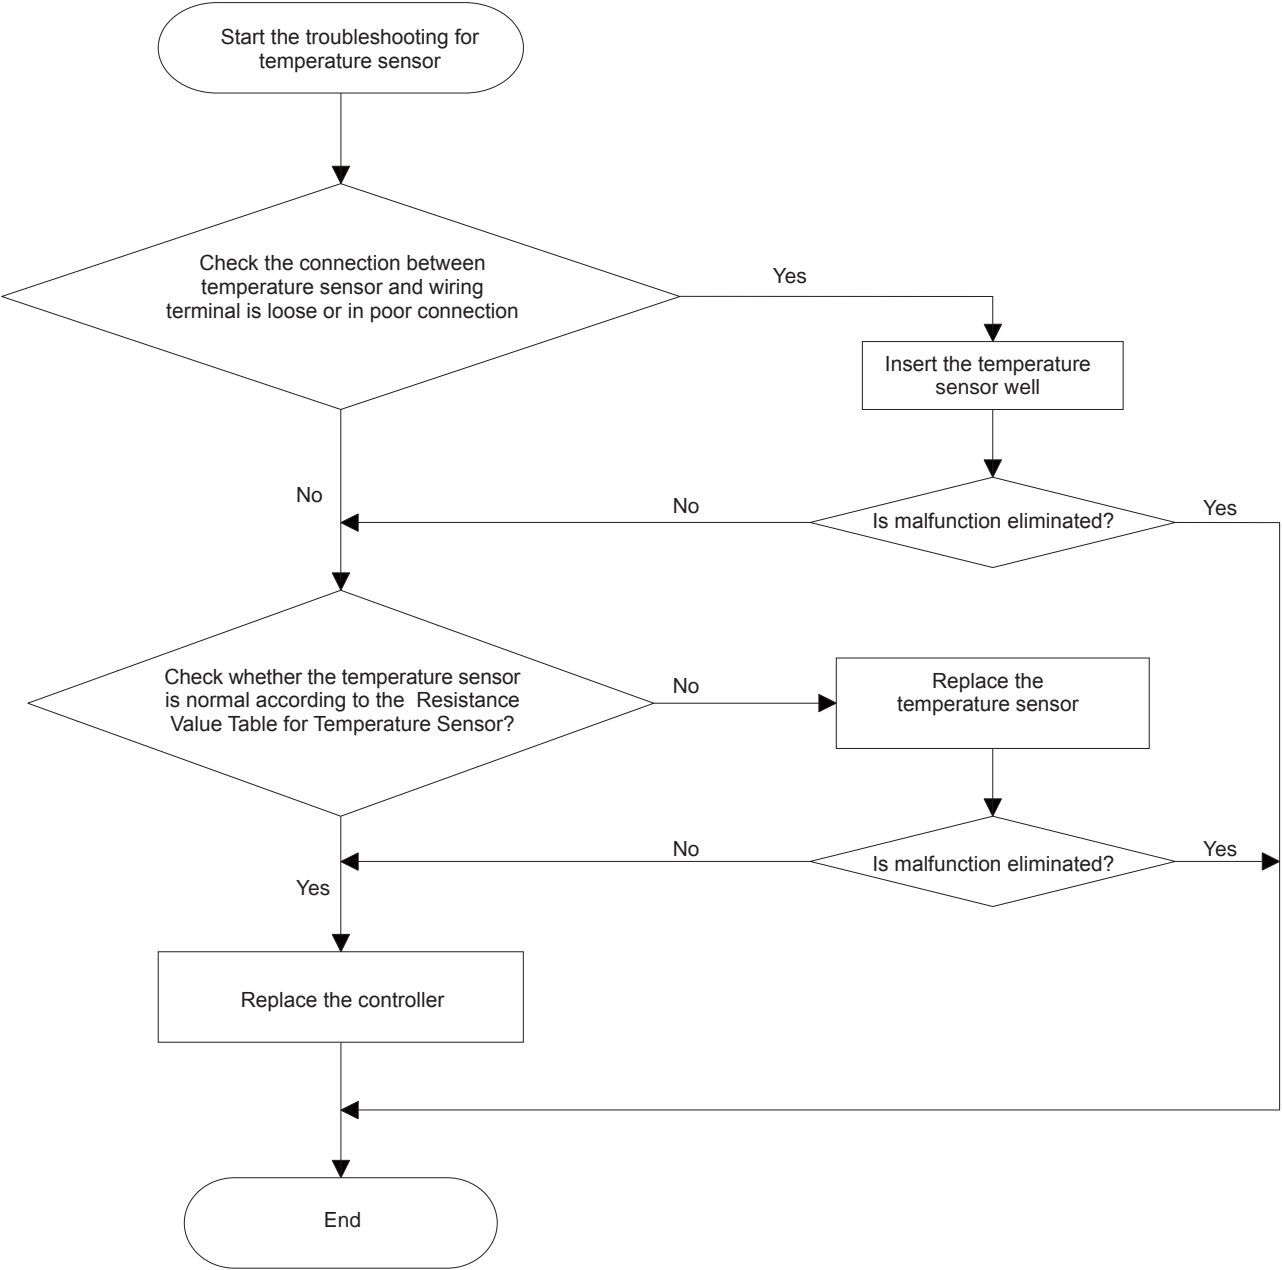 Start the troubleshooting for
temperature sensor
Check the connection between
temperature sensor and wiring
terminal is loose or in poor connection
Yes
Insert the temperature
sensor well
No
No
Is malfunction eliminated?
Yes
Check whether the temperature sensor
is normal according to the Resistance
Value Table for Temperature Sensor?
No
Replace the
temperature sensor
No
Is malfunction eliminated?
Yes
Yes
Replace the controller
End